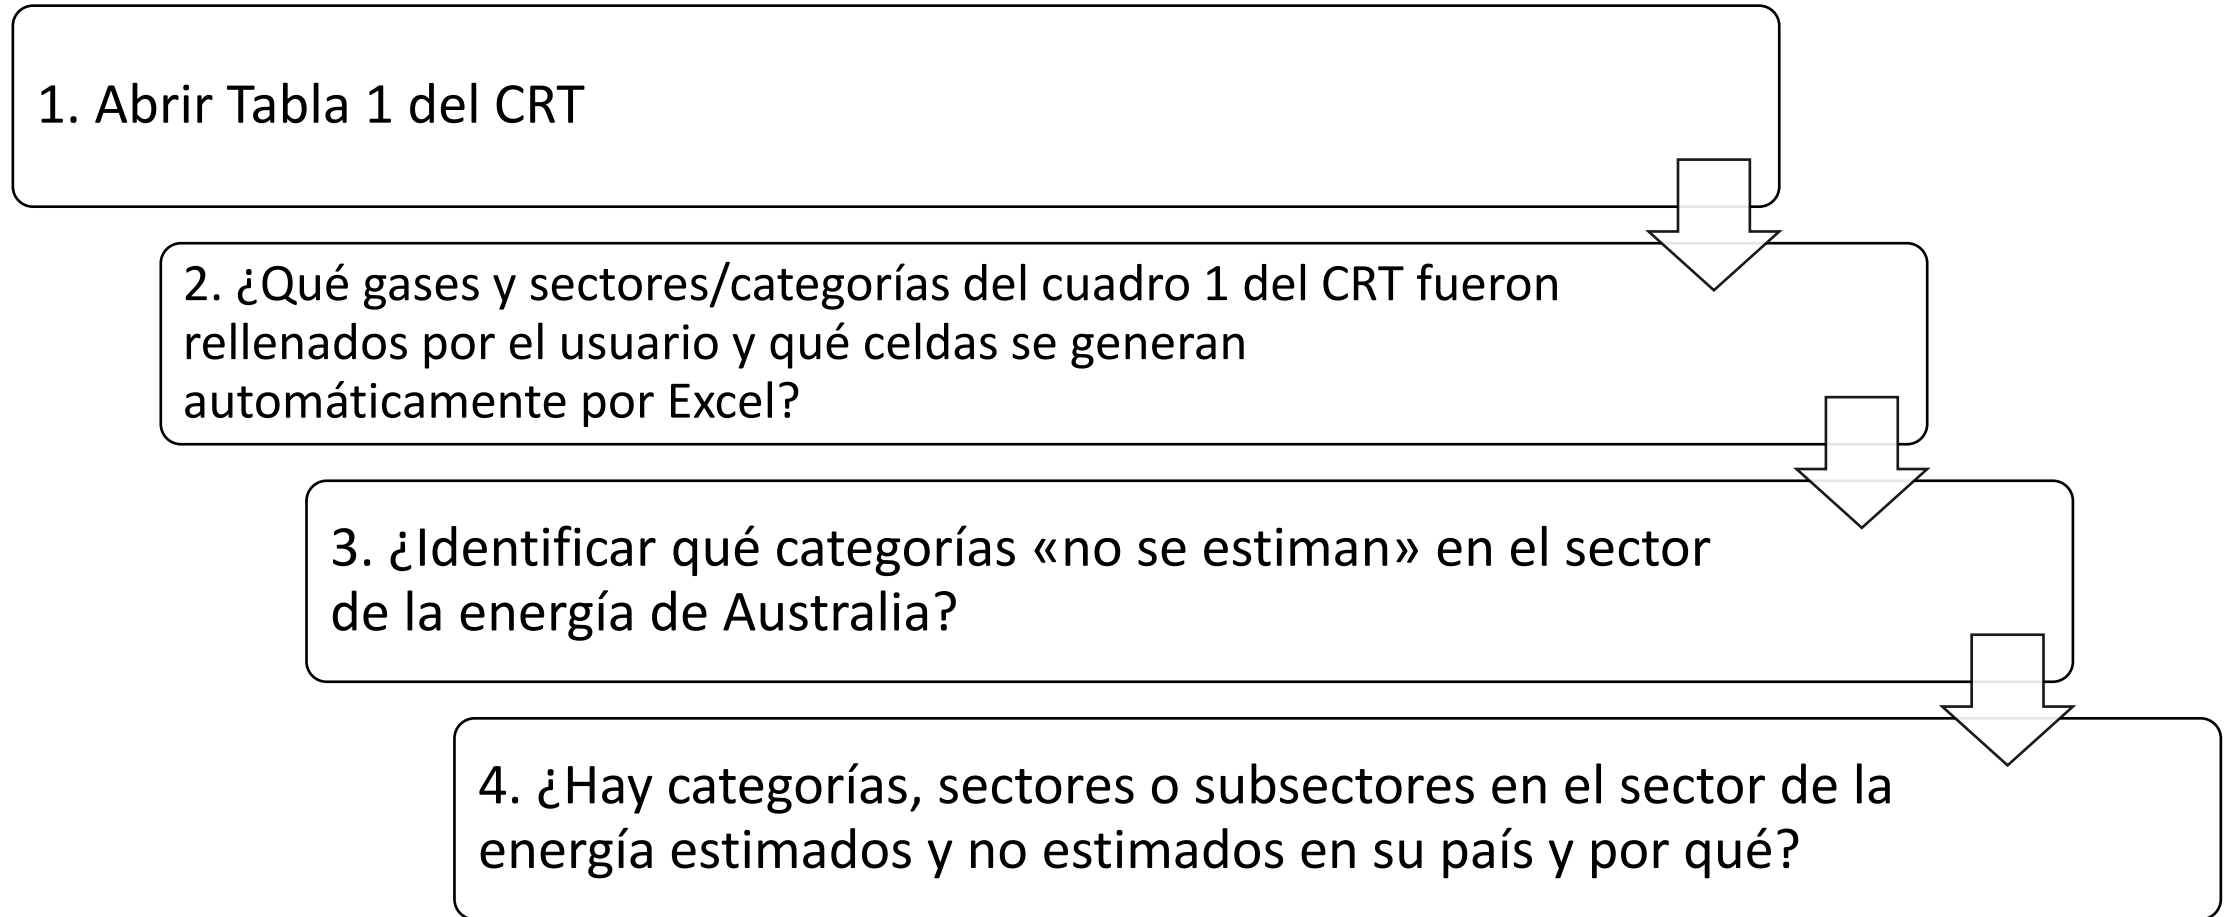 1. Abrir Tabla 1 del CRT
2. ¿Qué gases y sectores/categorías del cuadro 1 del CRT fueron
rellenados por el usuario y qué celdas se generan
automáticamente por Excel?
3. ¿Identificar qué categorías «no se estiman» en el sector
de la energía de Australia?
4. ¿Hay categorías, sectores o subsectores en el sector de la
energía estimados y no estimados en su país y por qué?